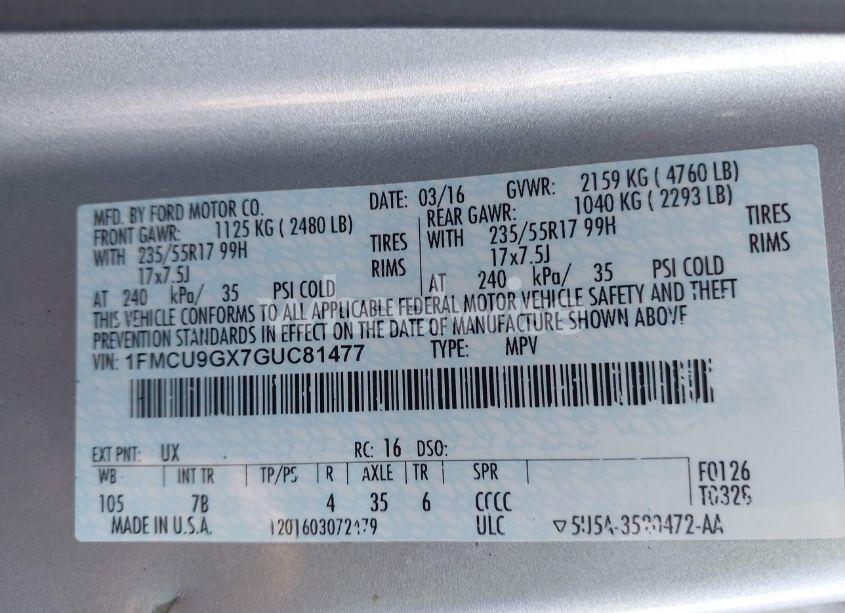 MFD. BY FORD MOTOR CO. DATE: 03/16 GVWR: 2159 KG ( 4760 LB)
FRONT GAWR: 1125 KG ( 2480 LB) REAR GAWR: 1040 KG ( 2293 LB)
WITH 235/55R17 99H TIRES WITH 235/55R17 99H TIRES
17x7.5J RIMS 17x7.5J RIMS
AT 240 kPa/ 35 PSI COLD AT 240 kPa/ 35 PSI COLD
THIS VEHICLE CONFORMS TO ALL APPLICABLE FEDERAL MOTOR VEHICLE SAFETY AND THEFT
PREVENTION STANDARDS IN EFFECT ON THE DATE OF MANUFACTURE SHOWN ABOVE
VIN: 1FMCU9GX7GUC81477 TYPE: MPV
EXT PNT: UX RC: 16 DSO:
WB INT TR TP/PS R AXLE TR SPR F0126
105 7B 4 35 6 CCCC
MADE IN U.S.A. ULC